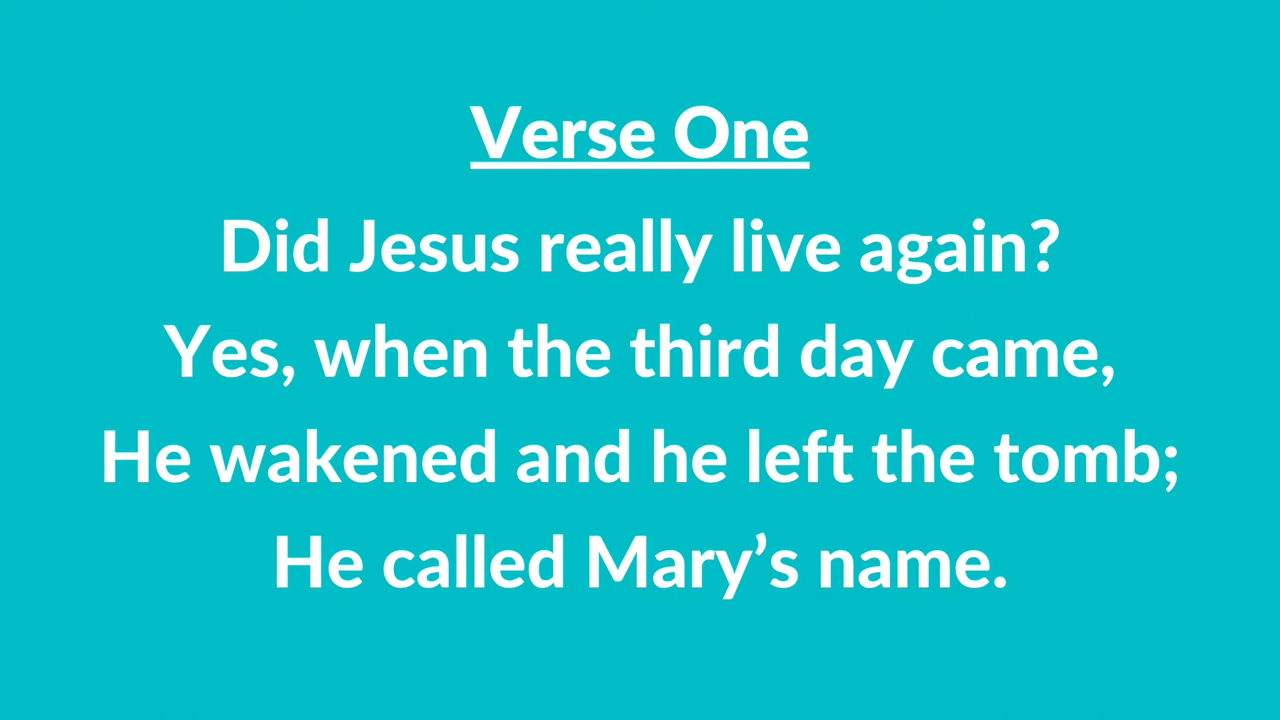 Verse One
Did Jesus really live again?
Yes, when the third day came,
He wakened and he left the tomb;
He called Mary’s name.